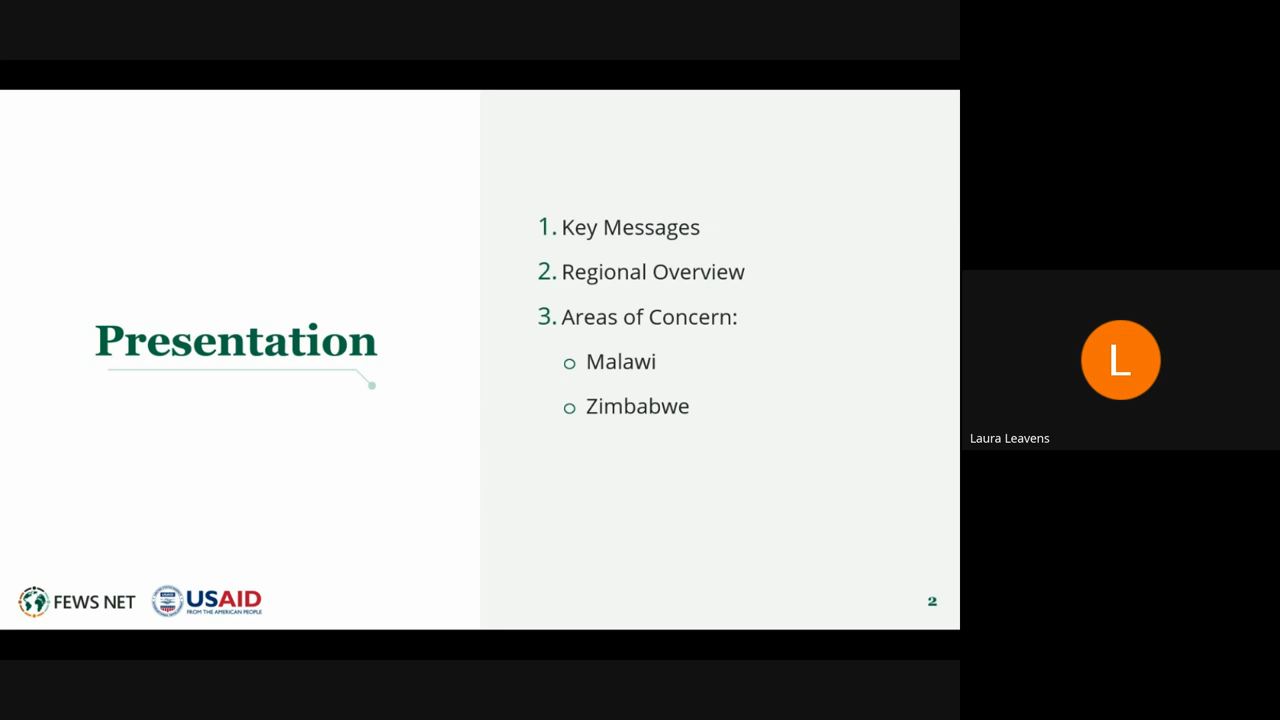 Presentation
1. Key Messages
2. Regional Overview
3. Areas of Concern:
o Malawi
o Zimbabwe
FEWS NET
USAID
FROM THE AMERICAN PEOPLE
2
L
Laura Leavens